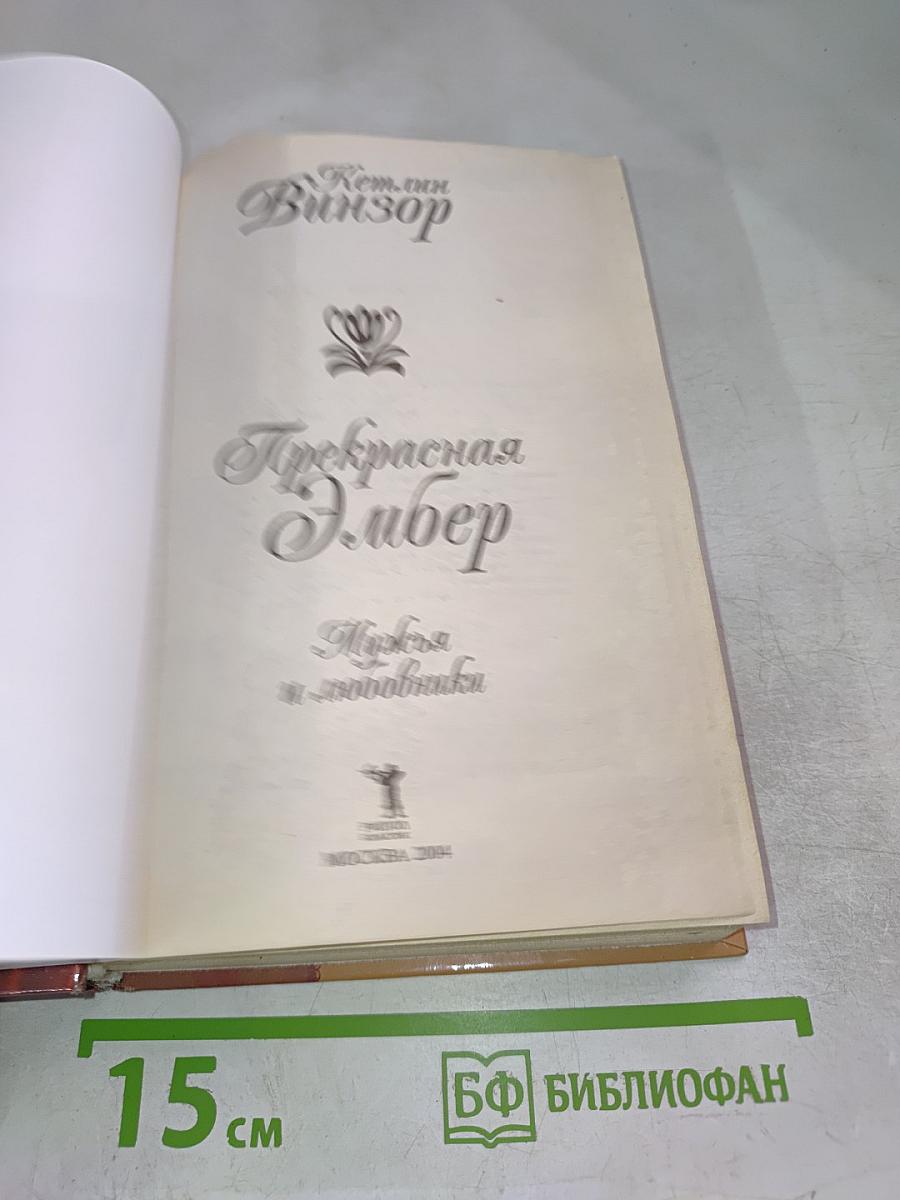 Кетлин
Винзор
Прекрасная
Эмбер
Мужья
и любовники
МОСКВА 2004
15 см
БФ БИБЛИОФАН